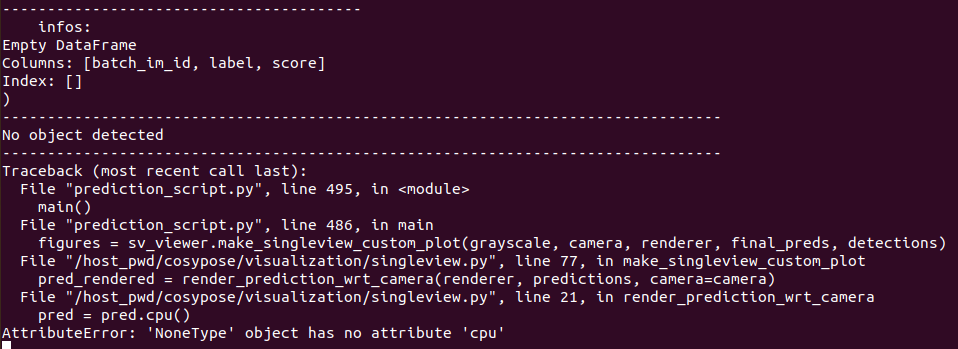 ----------------------------------------
    infos:
Empty DataFrame
Columns: [batch_im_id, label, score]
Index: []
)
--------------------------------------------------------------------------------
No object detected
--------------------------------------------------------------------------------
Traceback (most recent call last):
  File "prediction_script.py", line 495, in <module>
    main()
  File "prediction_script.py", line 486, in main
    figures = sv_viewer.make_singleview_custom_plot(grayscale, camera, renderer, final_preds, detections)
  File "/host_pwd/cosypose/visualization/singleview.py", line 77, in make_singleview_custom_plot
    pred_rendered = render_prediction_wrt_camera(renderer, predictions, camera=camera)
  File "/host_pwd/cosypose/visualization/singleview.py", line 21, in render_prediction_wrt_camera
    pred = pred.cpu()
AttributeError: 'NoneType' object has no attribute 'cpu'